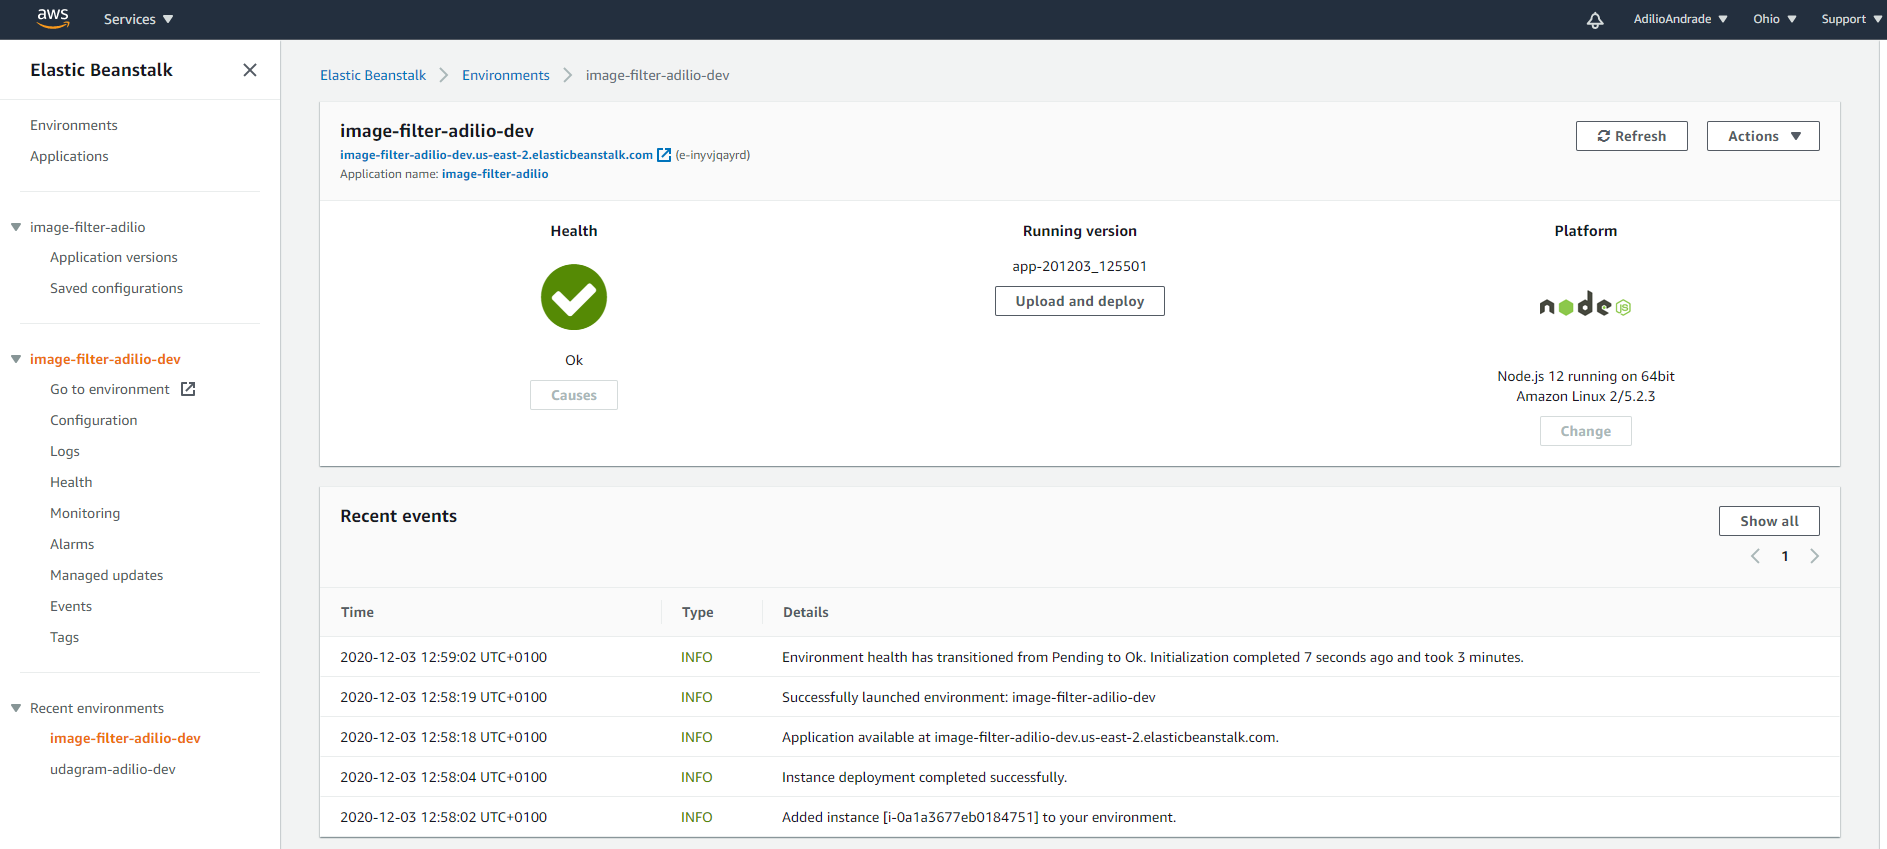 aws Services AdilioAndrade Ohio Support
Elastic Beanstalk
Environments
Applications
image-filter-adilio
Application versions
Saved configurations
image-filter-adilio-dev
Go to environment
Configuration
Logs
Health
Monitoring
Alarms
Managed updates
Events
Tags
Recent environments
image-filter-adilio-dev
udagram-adilio-dev
Elastic Beanstalk Environments image-filter-adilio-dev
image-filter-adilio-dev
image-filter-adilio-dev.us-east-2.elasticbeanstalk.com (e-inyvjqayrd)
Application name: image-filter-adilio
Refresh Actions
Health
Ok
Causes
Running version
app-201203_125501
Upload and deploy
Platform
node JS
Node.js 12 running on 64bit
Amazon Linux 2/5.2.3
Change
Recent events
Show all
1
Time Type Details
2020-12-03 12:59:02 UTC+0100 INFO Environment health has transitioned from Pending to Ok. Initialization completed 7 seconds ago and took 3 minutes.
2020-12-03 12:58:19 UTC+0100 INFO Successfully launched environment: image-filter-adilio-dev
2020-12-03 12:58:18 UTC+0100 INFO Application available at image-filter-adilio-dev.us-east-2.elasticbeanstalk.com.
2020-12-03 12:58:04 UTC+0100 INFO Instance deployment completed successfully.
2020-12-03 12:58:02 UTC+0100 INFO Added instance [i-0a1a3677eb0184751] to your environment.